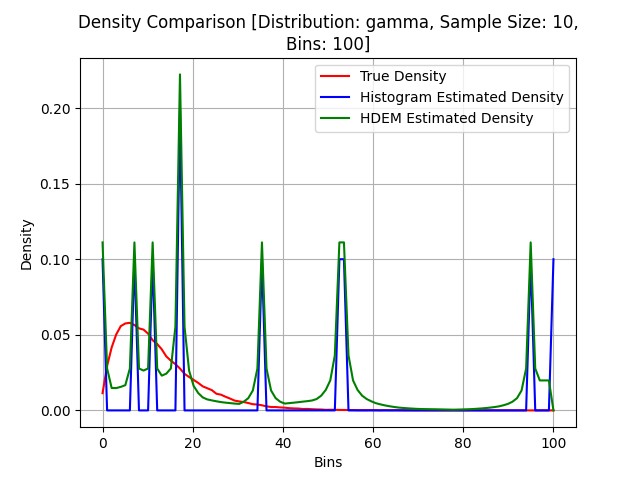 Density Comparison [Distribution: gamma, Sample Size: 10,
Bins: 100]
True Density
Histogram Estimated Density
HDEM Estimated Density
Density
0.20
0.15
0.10
0.05
0.00
0 20 40 60 80 100
Bins